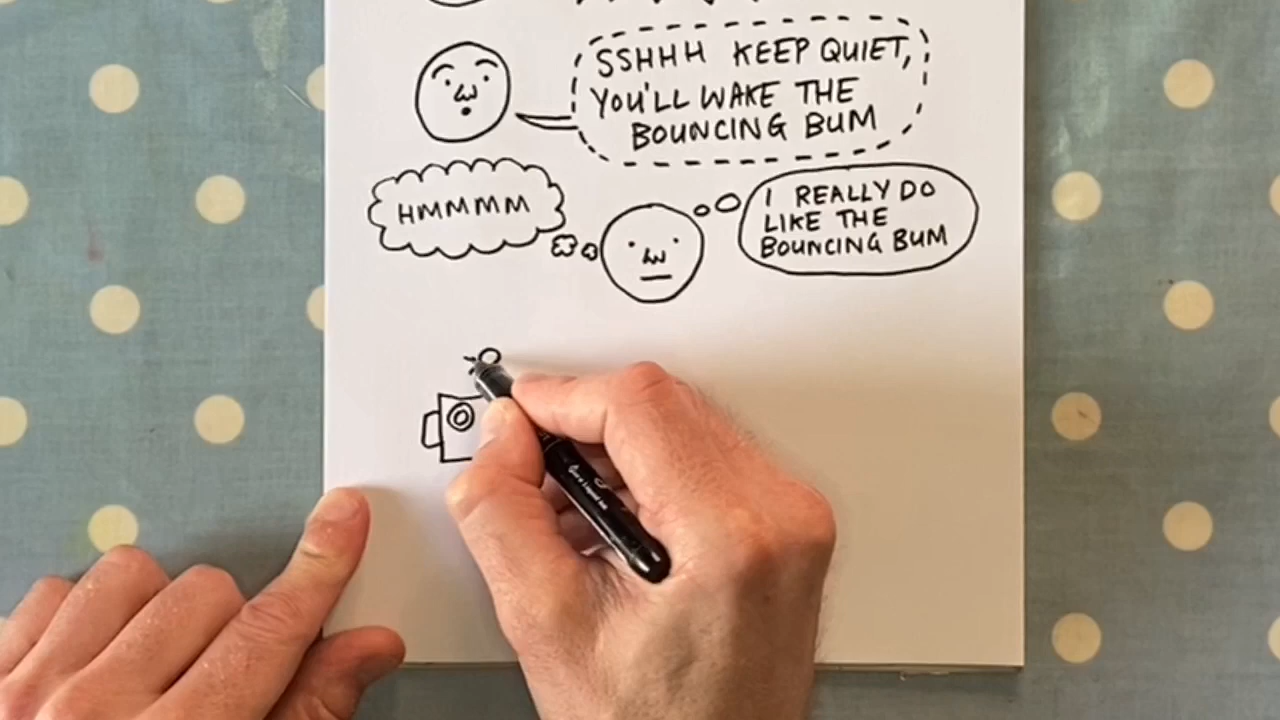 SSHHH KEEP QUIET,
YOU'LL WAKE THE
BOUNCING BUM
HMMMM
I REALLY DO
LIKE THE
BOUNCING BUM